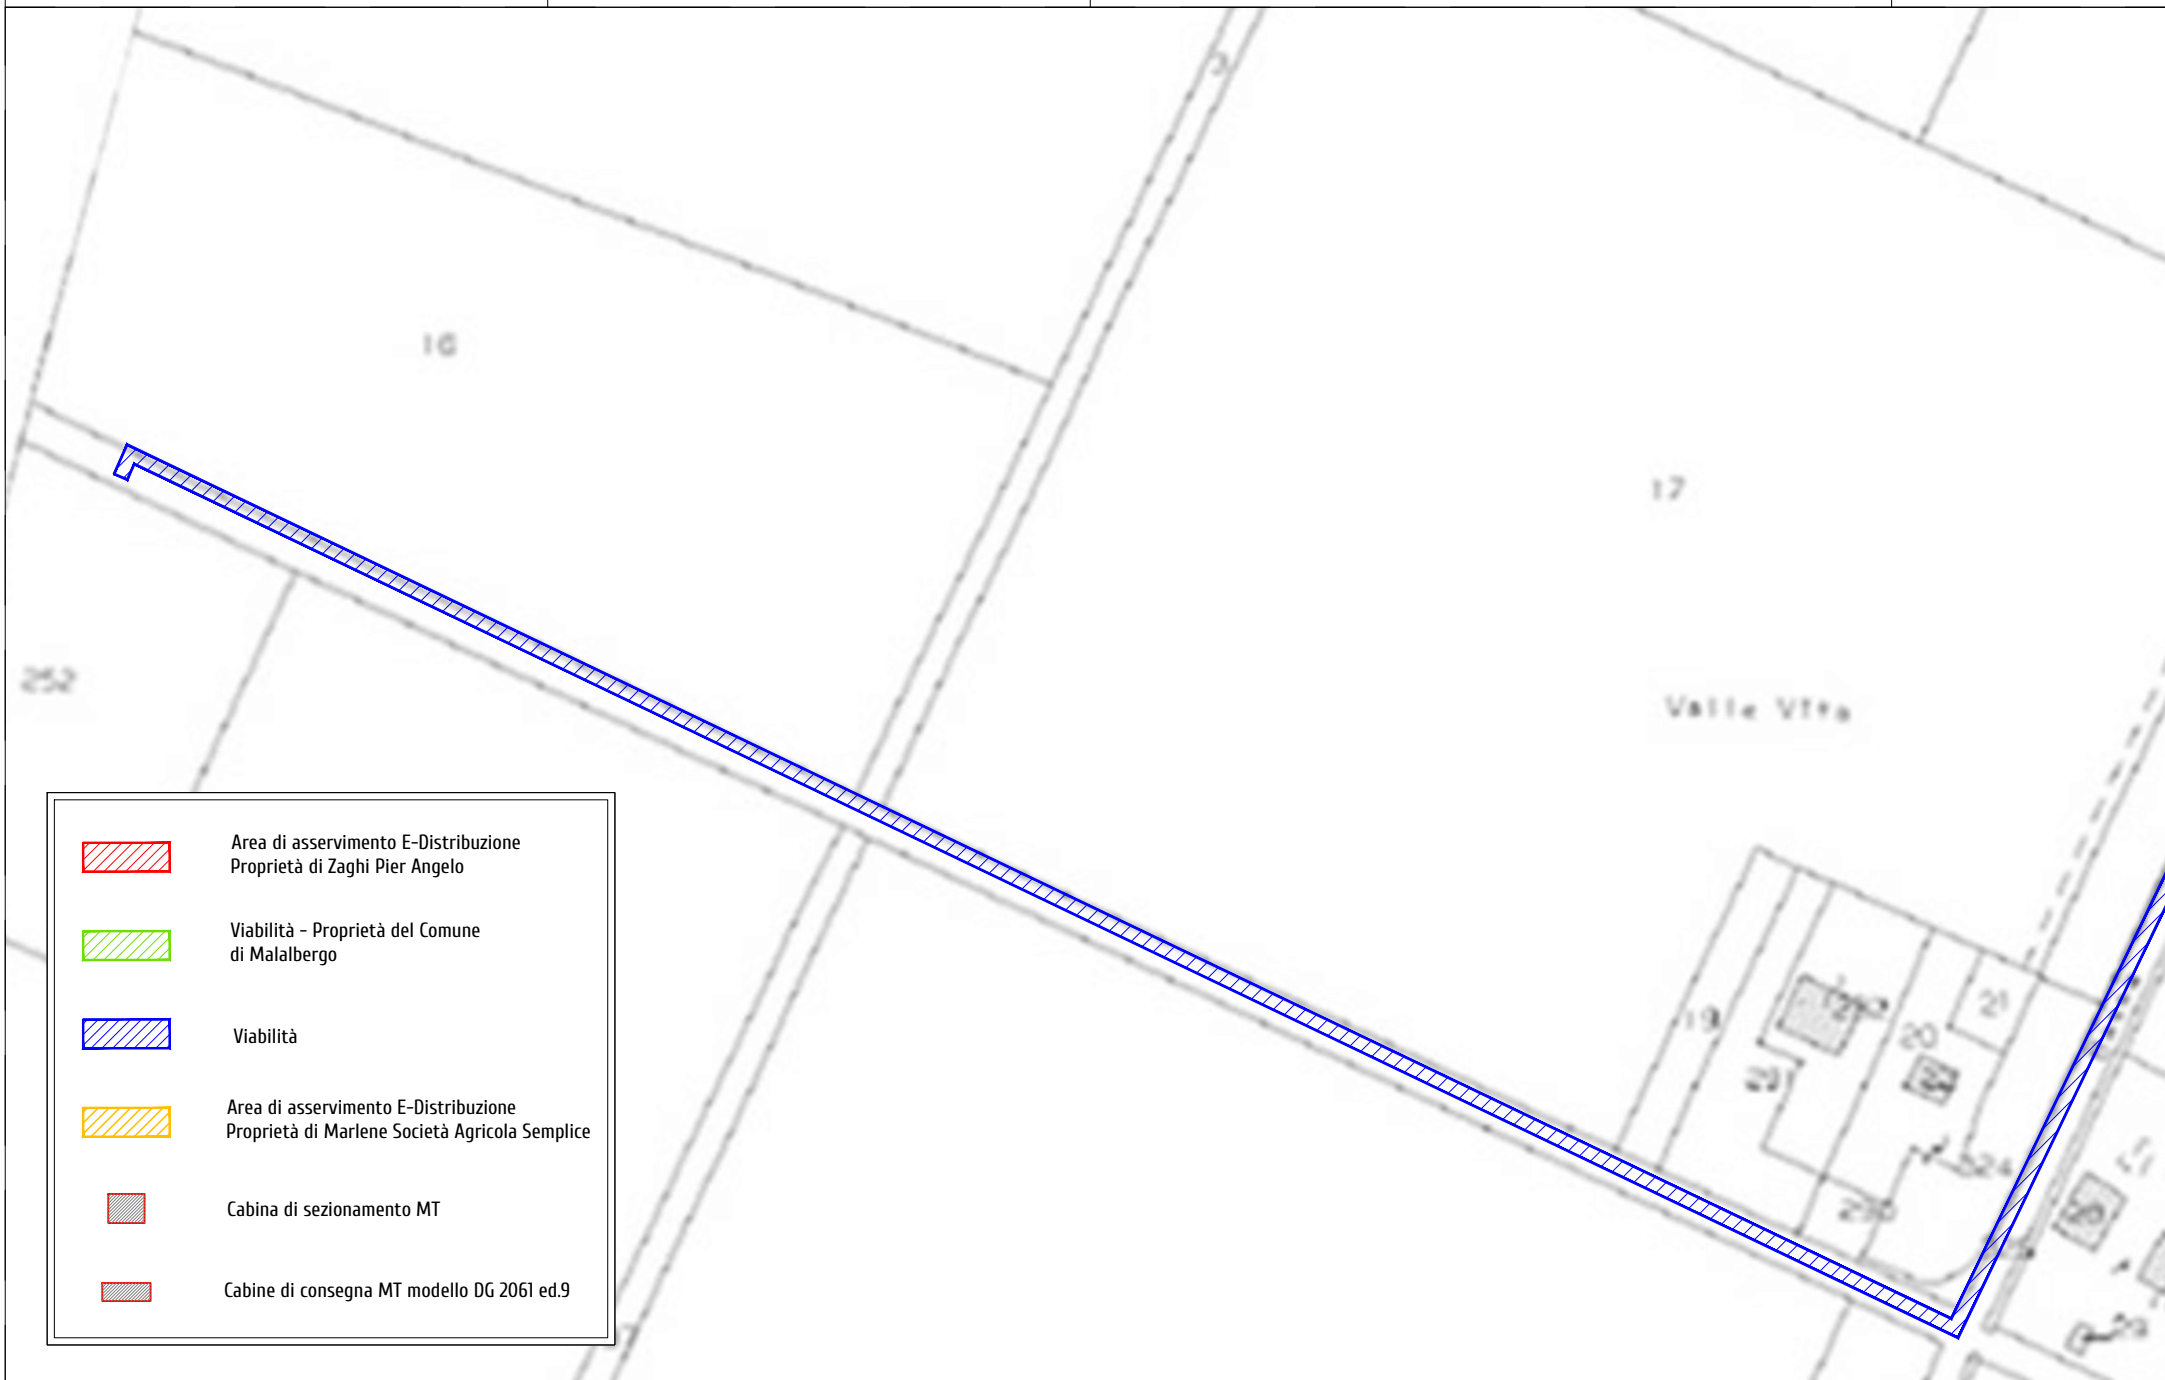 3
16
17
252
Valle Vita
19
20
21
Area di asservimento E-Distribuzione
Proprietà di Zaghi Pier Angelo
Viabilità - Proprietà del Comune
di Malalbergo
Viabilità
Area di asservimento E-Distribuzione
Proprietà di Marlene Società Agricola Semplice
Cabina di sezionamento MT
Cabine di consegna MT modello DG 2061 ed.9